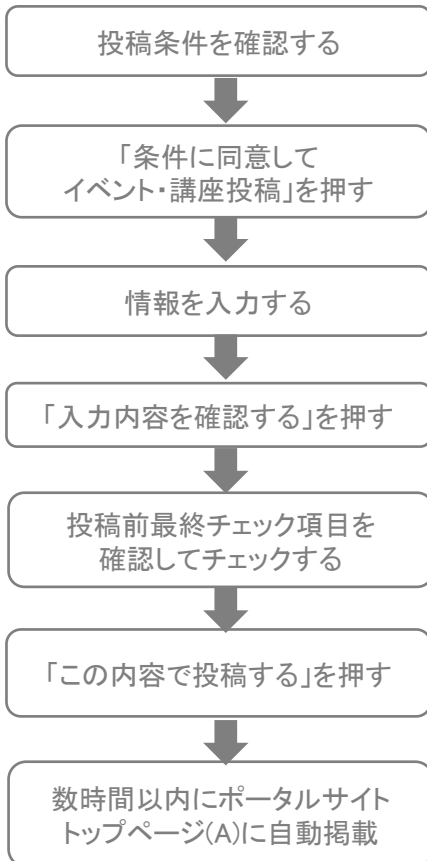 投稿条件を確認する
「条件に同意して
イベント・講座投稿」を押す
情報を入力する
「入力内容を確認する」を押す
投稿前最終チェック項目を
確認してチェックする
「この内容で投稿する」を押す
数時間以内にポータルサイト
トップページ(A)に自動掲載